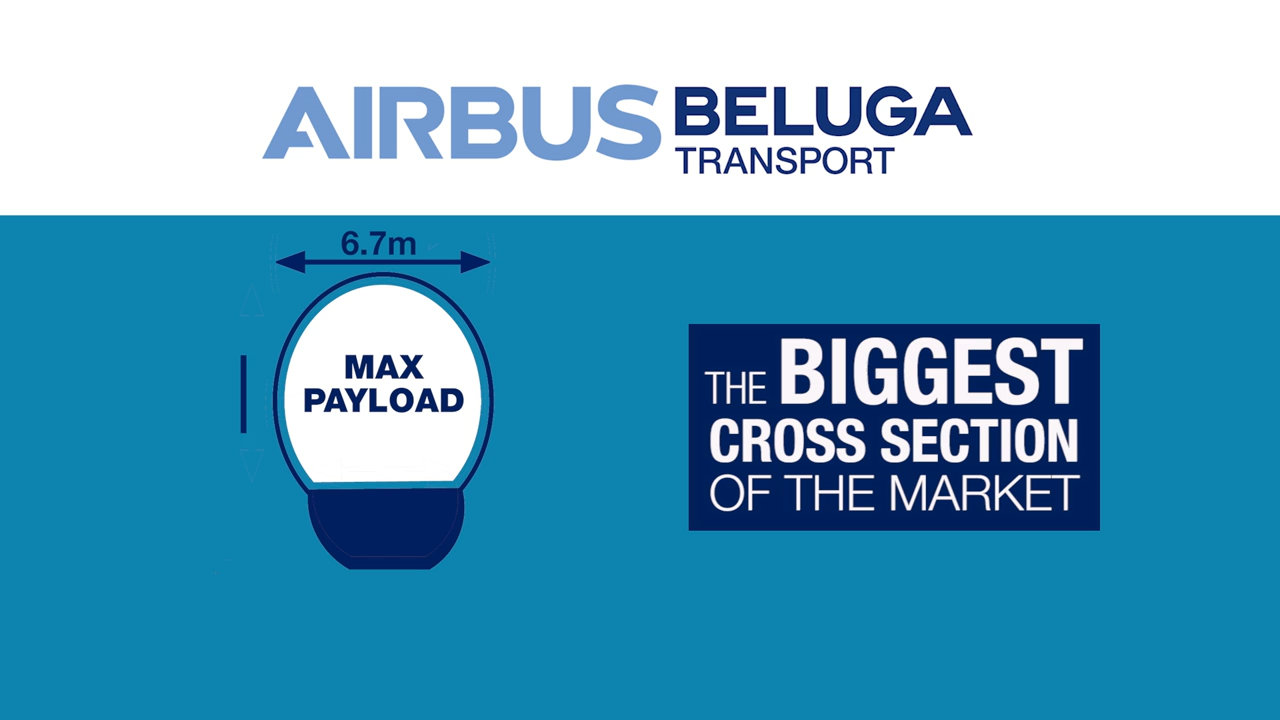 AIRBUS BELUGA
TRANSPORT
6.7m
MAX
PAYLOAD
THE BIGGEST
CROSS SECTION
OF THE MARKET